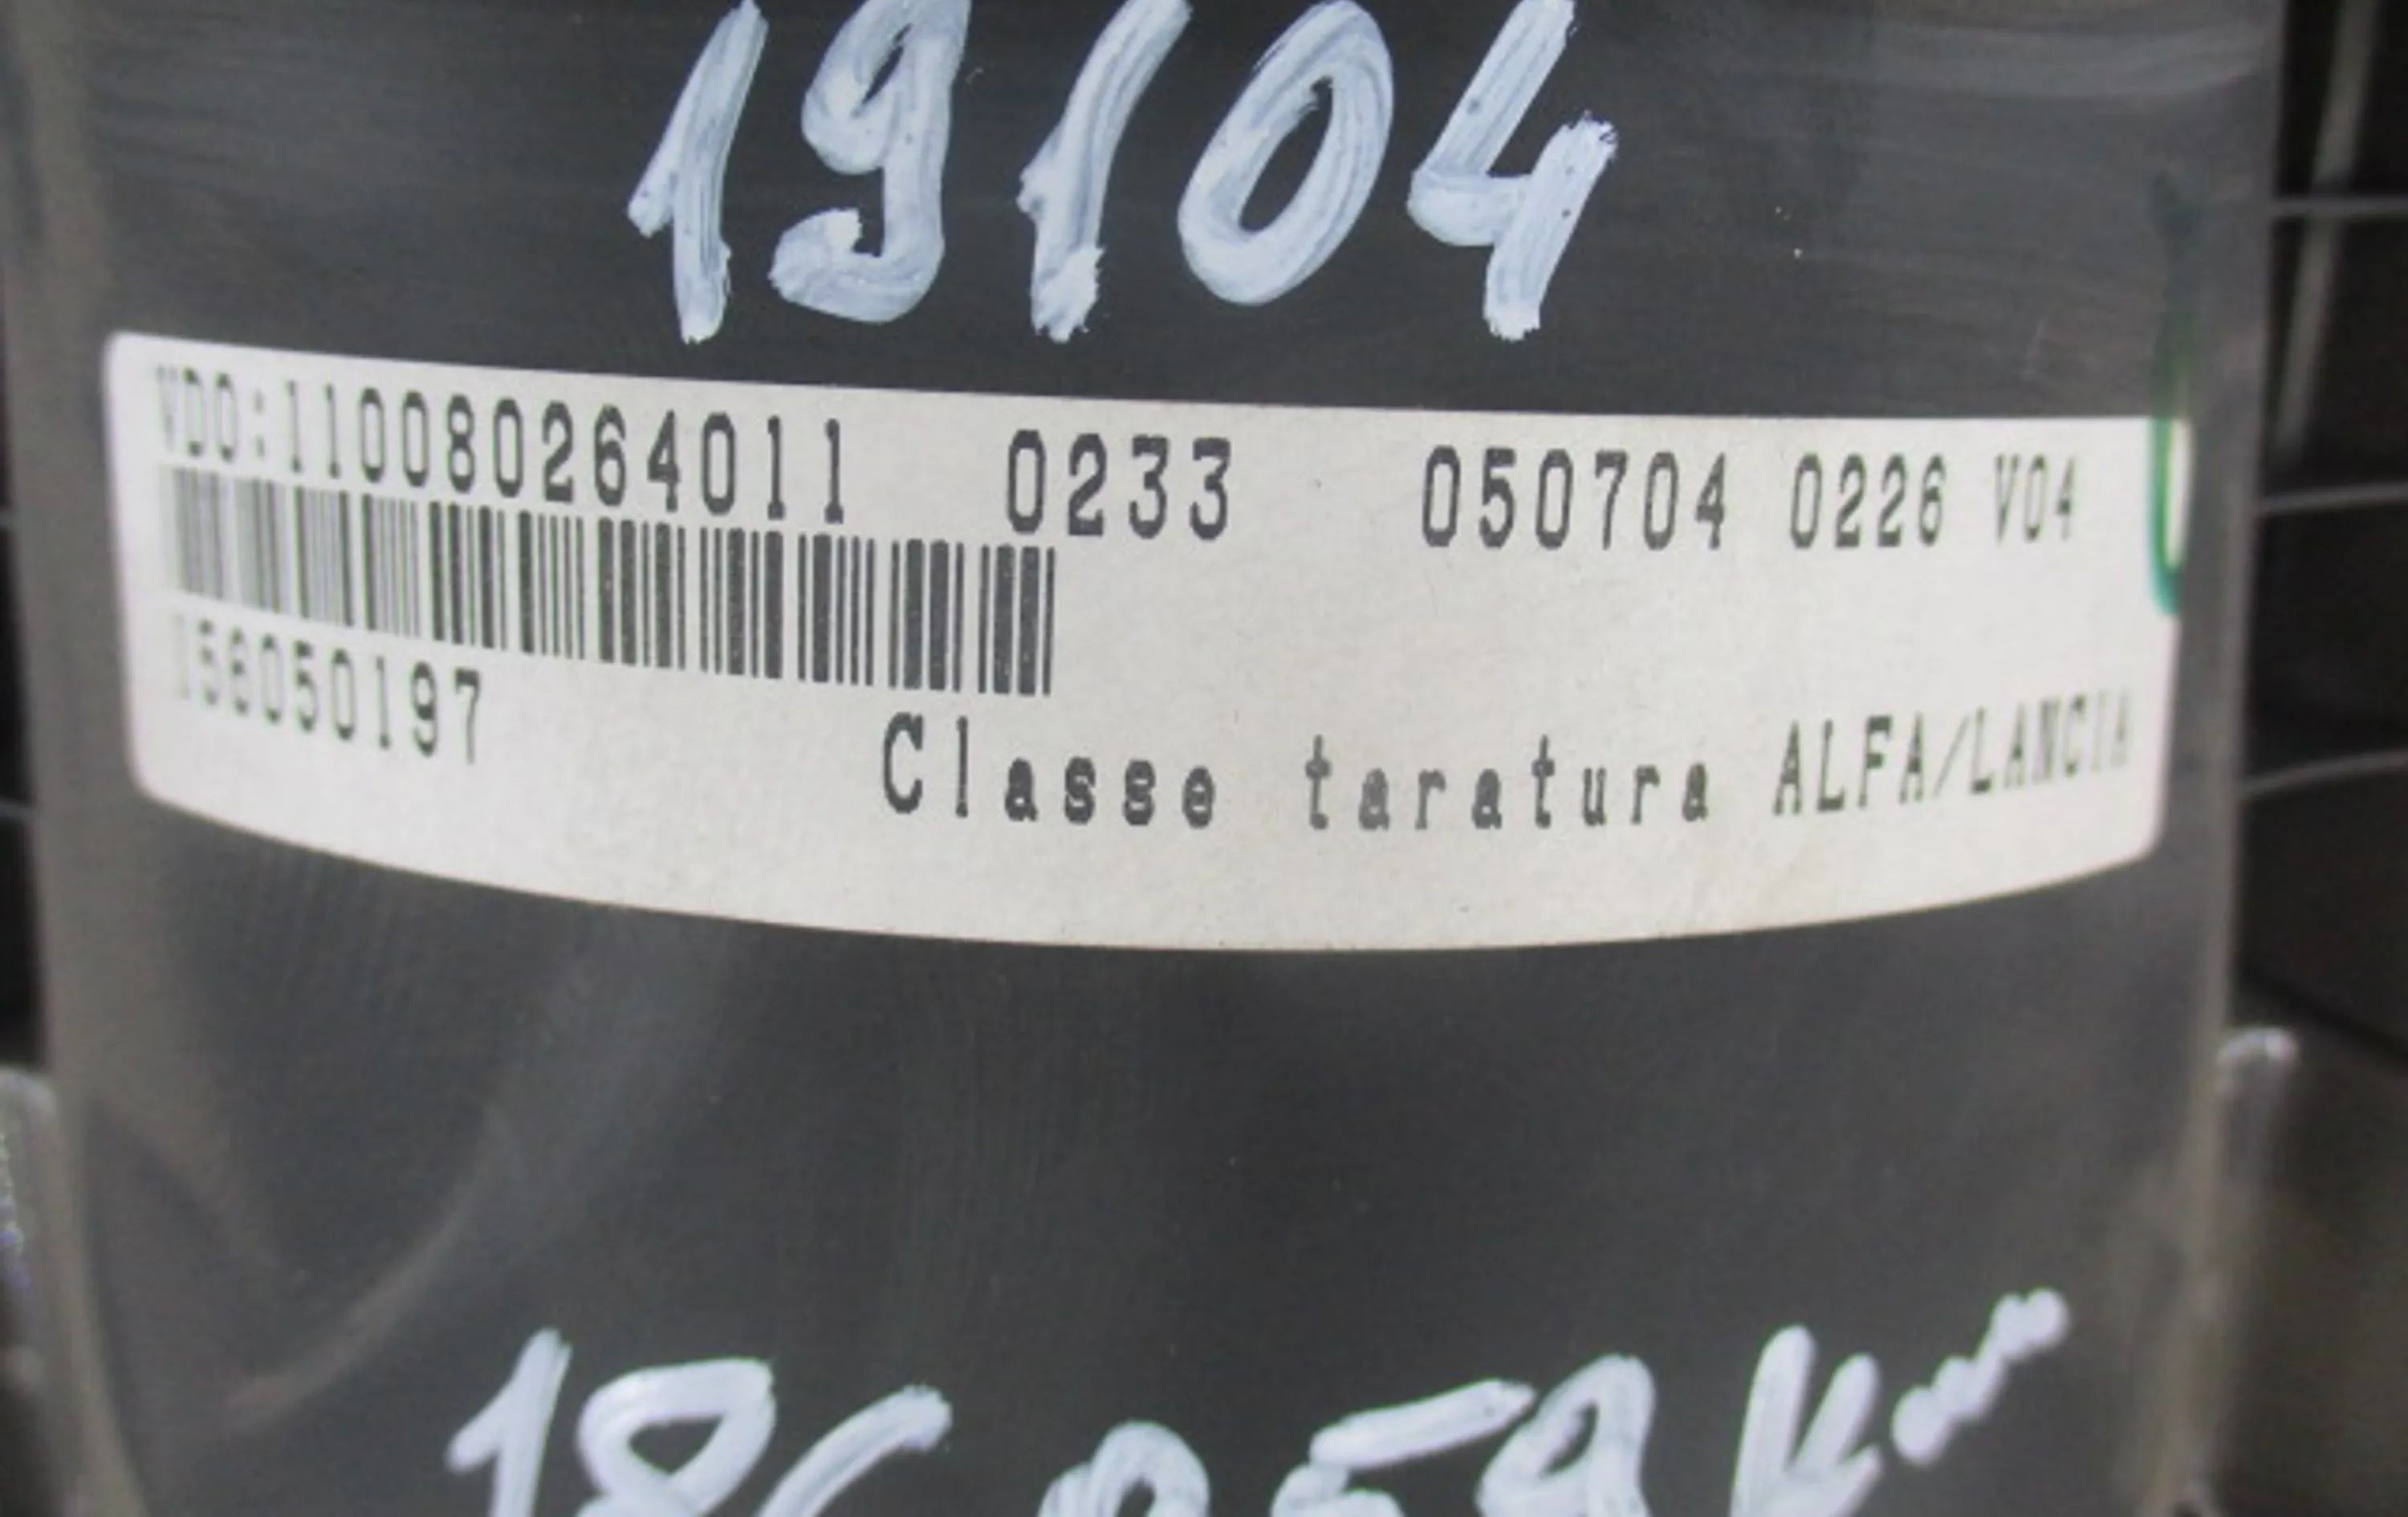 19104
VDO:110080264011 0233 050704 0226 V04
156050197
Classe taratura ALFA/LANCIA